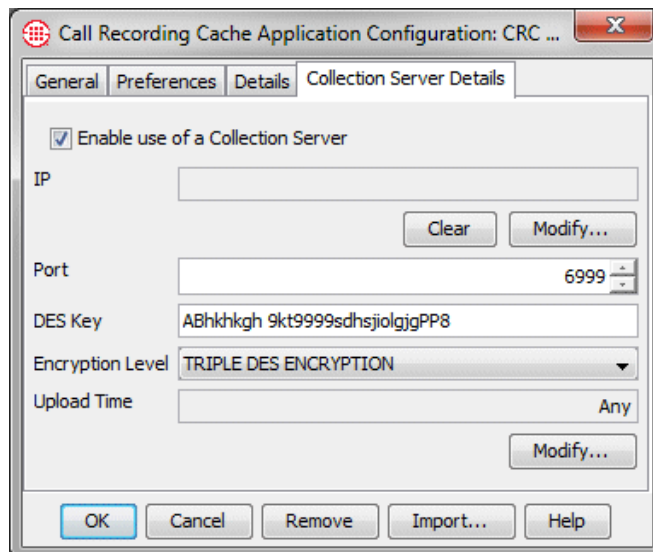 Call Recording Cache Application Configuration: CRC ...
General Preferences Details Collection Server Details
Enable use of a Collection Server
IP
Clear Modify...
Port 6999
DES Key ABhkhkgh 9kt9999sdhsjiolgjgPP8
Encryption Level TRIPLE DES ENCRYPTION
Upload Time Any
Modify...
OK Cancel Remove Import... Help